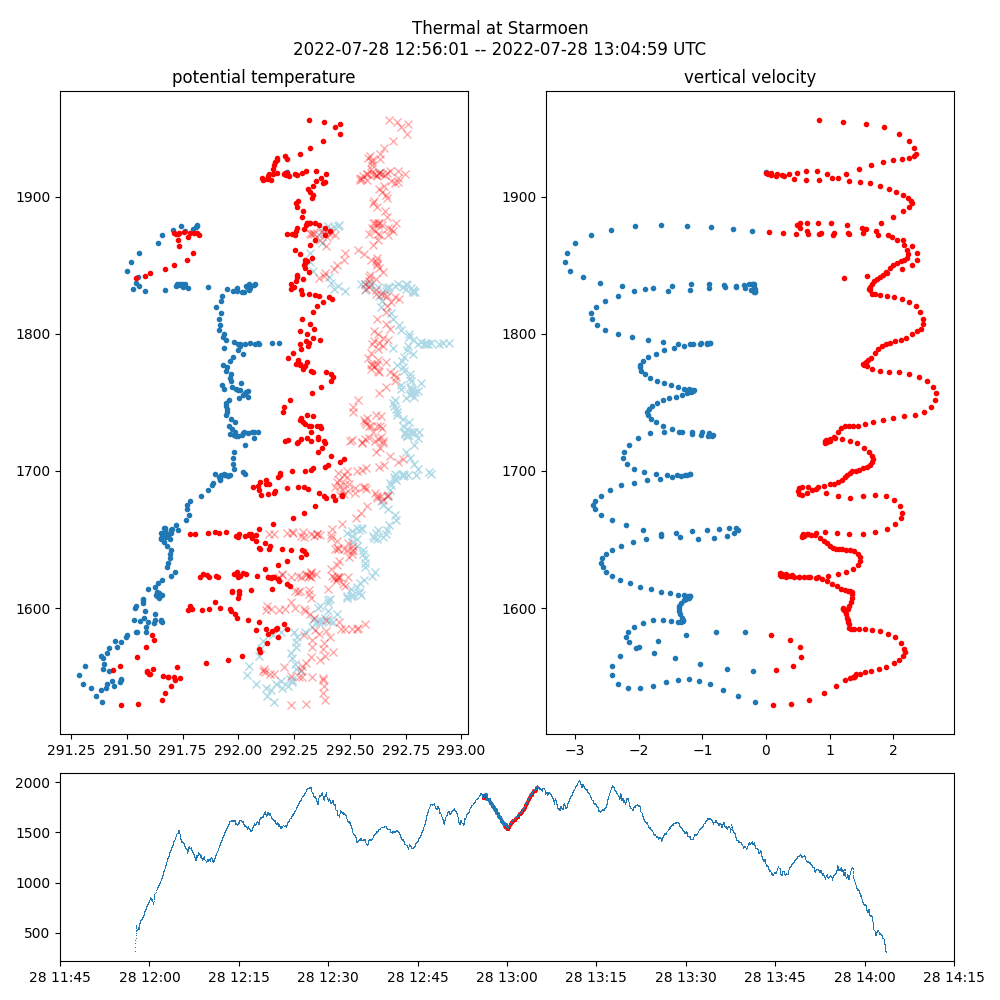 Thermal at Starmoen
2022-07-28 12:56:01 -- 2022-07-28 13:04:59 UTC
potential temperature
vertical velocity
1900
1800
1700
1600
291.25 291.50 291.75 292.00 292.25 292.50 292.75 293.00
−3 −2 −1 0 1 2
2000
1500
1000
500
28 11:45 28 12:00 28 12:15 28 12:30 28 12:45 28 13:00 28 13:15 28 13:30 28 13:45 28 14:00 28 14:15